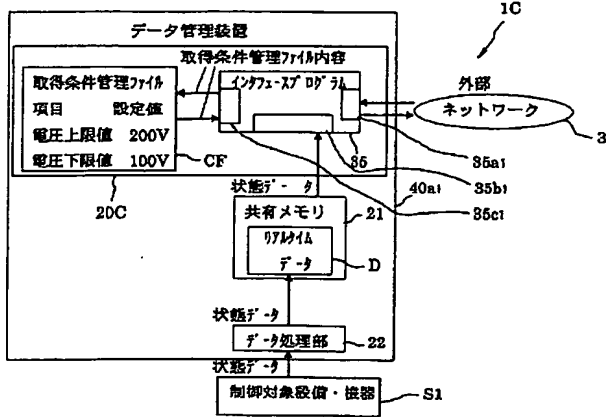 1C
データ管理装置
取得条件管理ファイル内容
取得条件管理ファイル
項目 設定値
電圧上限値 200V
電圧下限値 100V
インタフェースプログラム
外部
ネットワーク
3
CF
35
35a1
35b1
35c1
40a1
20C
状態データ
共有メモリ
21
リアルタイム
データ
D
状態データ
データ処理部
22
状態データ
制御対象設備・機器
S1